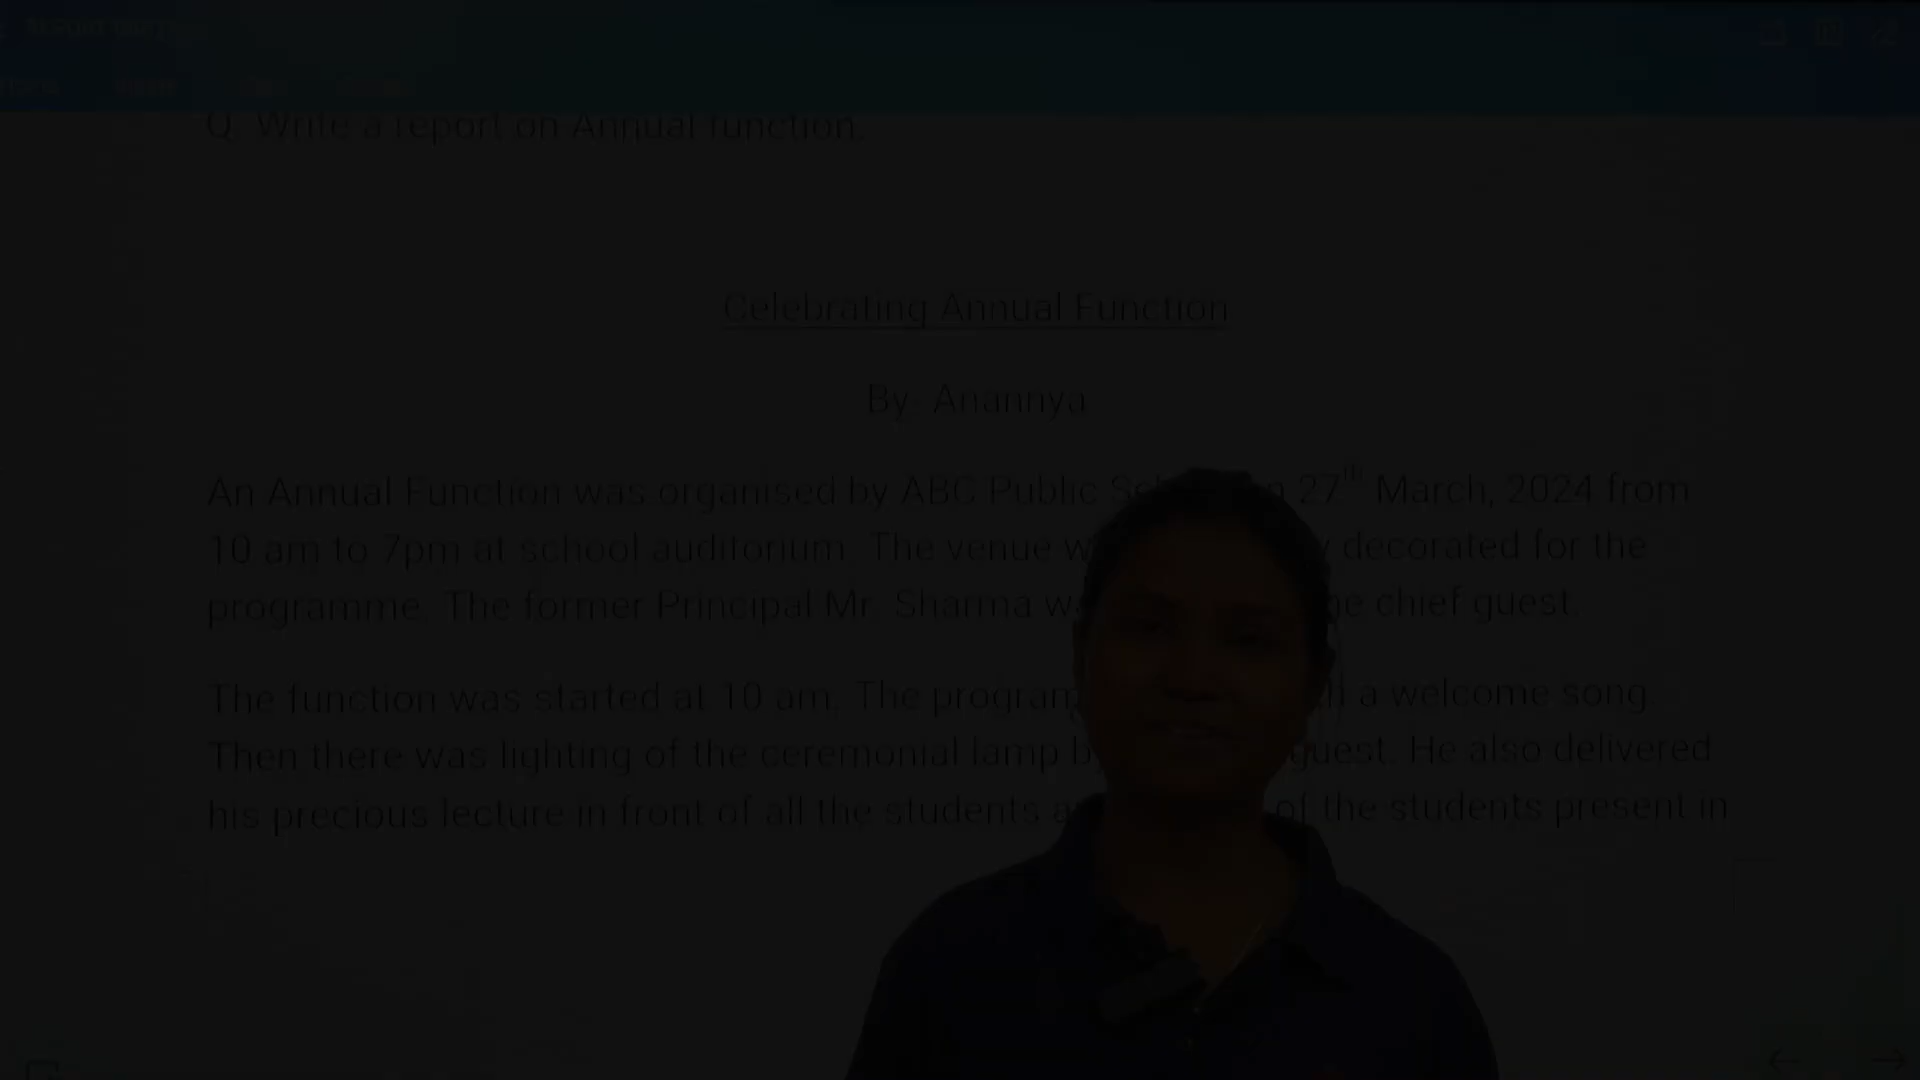 REPORT WRITING
Q. Write a report on Annual function.
Celebrating Annual Function
By. Anannya
An Annual Function was organised by ABC Public 27th March, 2024 from
10 am to 7pm at school auditorium. The venue decorated for the
programme. The former Principal Mr. Sharma chief guest.
The function was started at 10 am. The a welcome song.
Then there was lighting of the ceremonial lamp guest. He also delivered
his precious lecture in front of all the students of the students present in